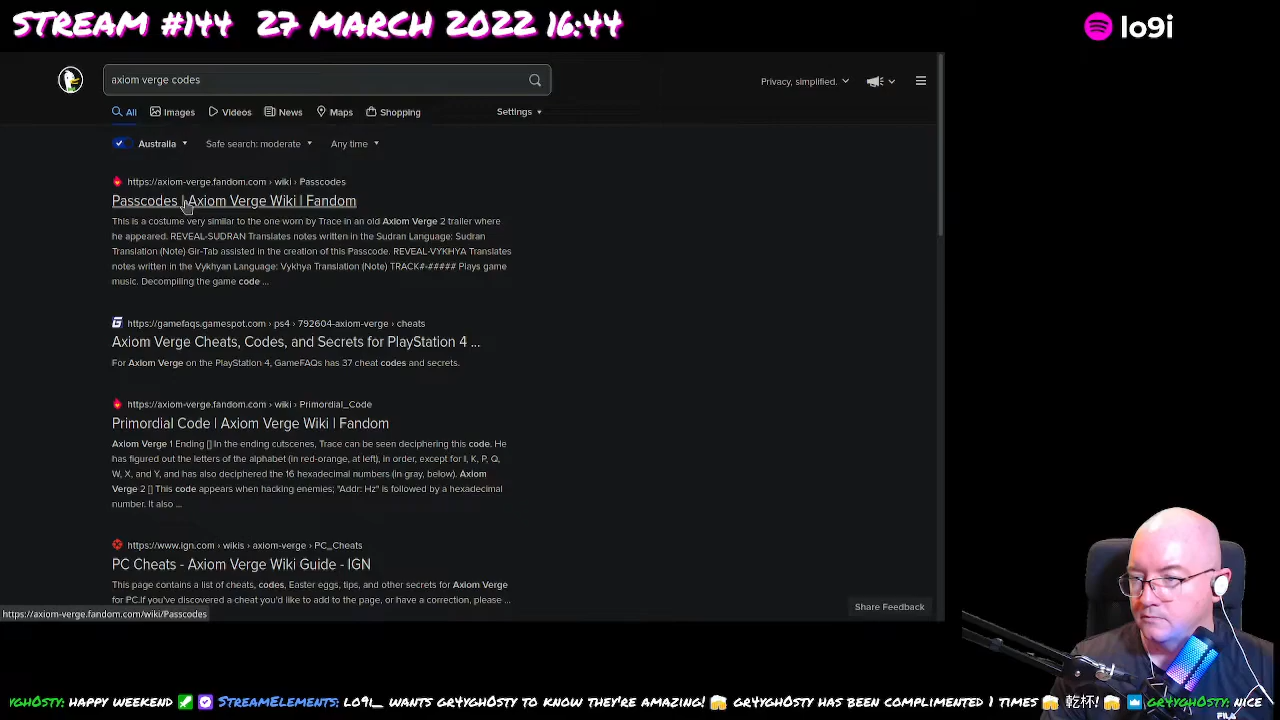 STREAM #144 27 MARCH 2022 16:44
lo9i
axiom verge codes
Privacy, simplified.
All Images Videos News Maps Shopping Settings
Australia Safe search: moderate Any time
https://axiom-verge.fandom.com › wiki › Passcodes
Passcodes | Axiom Verge Wiki | Fandom
This is a costume very similar to the one worn by Trace in an old Axiom Verge 2 trailer where
he appeared. REVEAL-SUDRAN Translates notes written in the Sudran Language: Sudran
Translation (Note) Gir-Tab assisted in the creation of this Passcode. REVEAL-VYKHYA Translates
notes written in the Vykhyan Language: Vykhya Translation (Note) TRACK#-##### Plays game
music. Decompiling the game code ...
https://gamefaqs.gamespot.com › ps4 › 792604-axiom-verge › cheats
Axiom Verge Cheats, Codes, and Secrets for PlayStation 4 ...
For Axiom Verge on the PlayStation 4, GameFAQs has 37 cheat codes and secrets.
https://axiom-verge.fandom.com › wiki › Primordial_Code
Primordial Code | Axiom Verge Wiki | Fandom
Axiom Verge 1 Ending [] In the ending cutscenes, Trace can be seen deciphering this code. He
has figured out the letters of the alphabet (in red-orange, at left), in order, except for I, K, P, Q,
W, X, and Y, and has also deciphered the 16 hexadecimal numbers (in gray, below). Axiom
Verge 2 [] This code appears when hacking enemies; "Addr: Hz" is followed by a hexadecimal
number. It also ...
https://www.ign.com › wikis › axiom-verge › PC_Cheats
PC Cheats - Axiom Verge Wiki Guide - IGN
This page contains a list of cheats, codes, Easter eggs, tips, and other secrets for Axiom Verge
for PC.If you've discovered a cheat you'd like to add to the page, or have a correction, please ...
https://axiom-verge.fandom.com/wiki/Passcodes
Share Feedback
ygh0sty: HAPPY WEEKEND StreamElements: lo9i_ wants gr4ygh0sty to know they're amazing! gr4ygh0sty has been complimented 1 times 乾杯! gr4ygh0sty: NICE
FILA